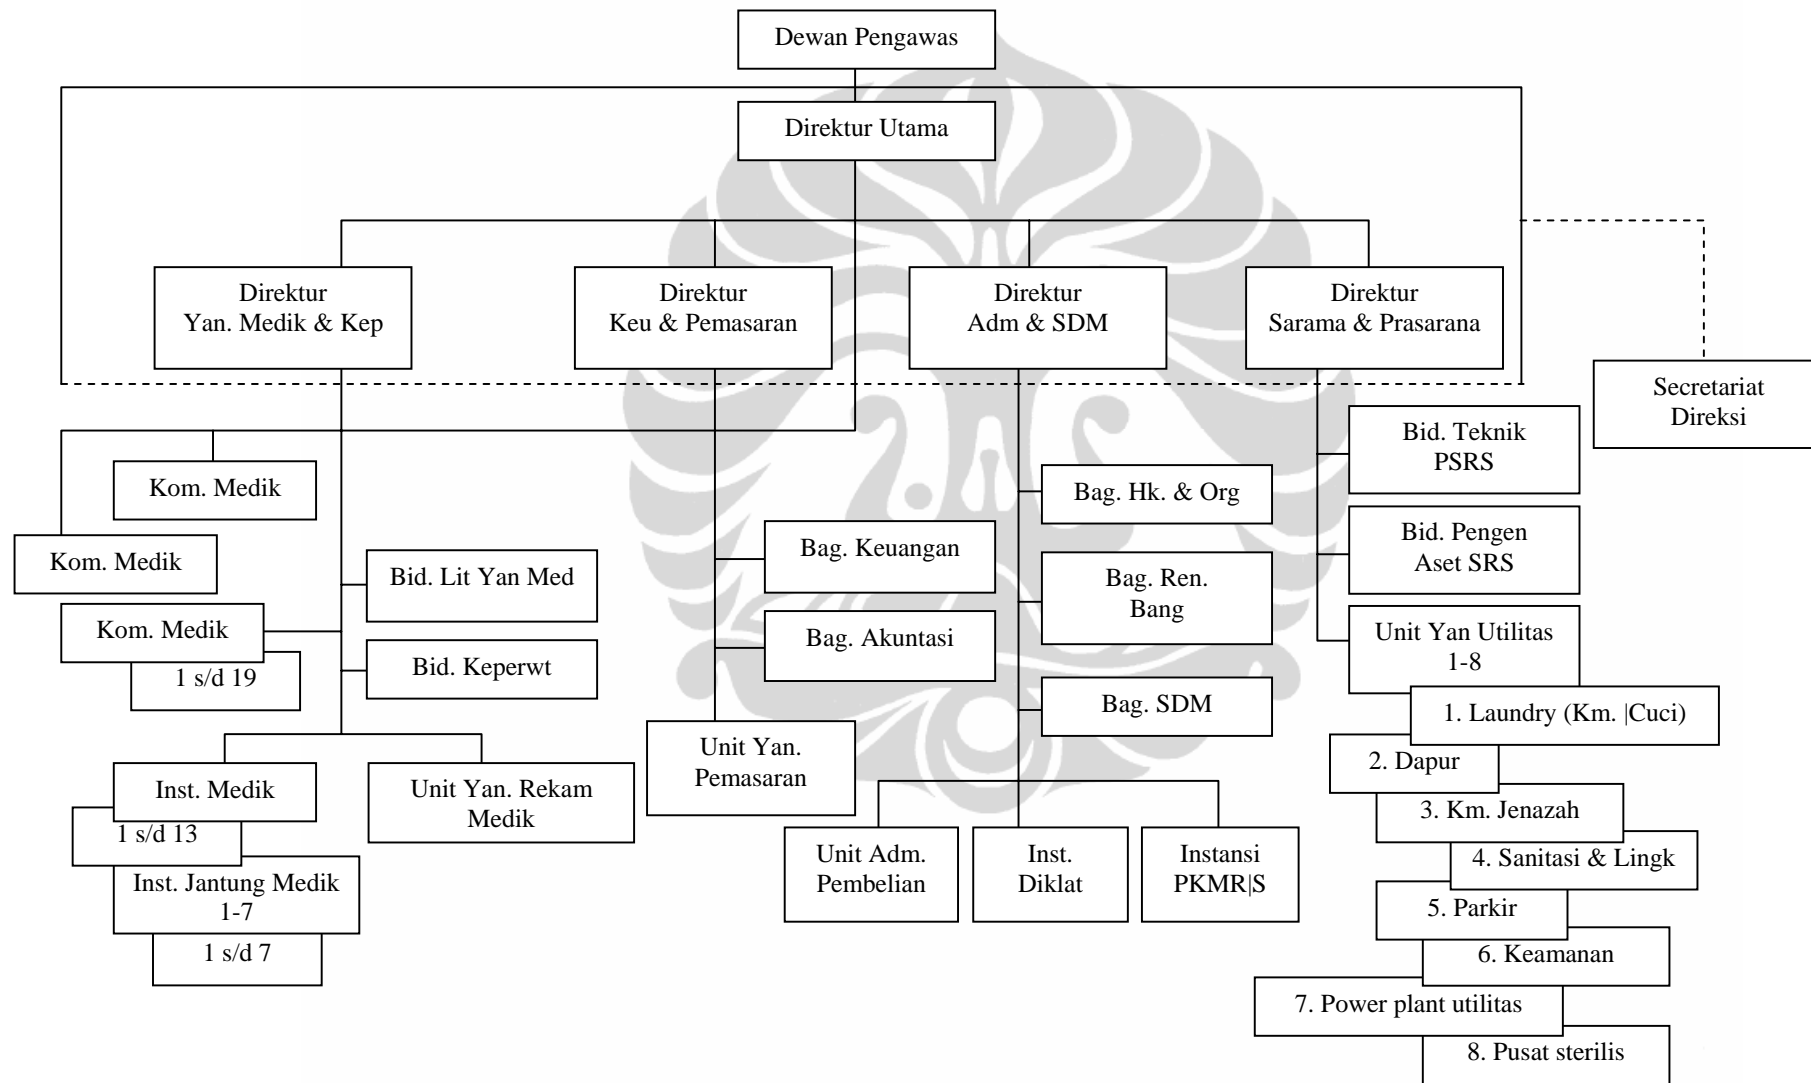 Dewan Pengawas
Direktur Utama
Direktur
Yan. Medik & Kep
Direktur
Keu & Pemasaran
Direktur
Adm & SDM
Direktur
Sarama & Prasarana
Secretariat
Direksi
Kom. Medik
Kom. Medik
Kom. Medik
1 s/d 19
Bid. Lit Yan Med
Bid. Keperwt
Inst. Medik
1 s/d 13
Inst. Jantung Medik
1-7
1 s/d 7
Unit Yan. Rekam
Medik
Bag. Keuangan
Bag. Akuntasi
Unit Yan.
Pemasaran
Bag. Hk. & Org
Bag. Ren.
Bang
Bag. SDM
Unit Adm.
Pembelian
Inst.
Diklat
Instansi
PKMR|S
Bid. Teknik
PSRS
Bid. Pengen
Aset SRS
Unit Yan Utilitas
1-8
1. Laundry (Km. |Cuci)
2. Dapur
3. Km. Jenazah
4. Sanitasi & Lingk
5. Parkir
6. Keamanan
7. Power plant utilitas
8. Pusat sterilis